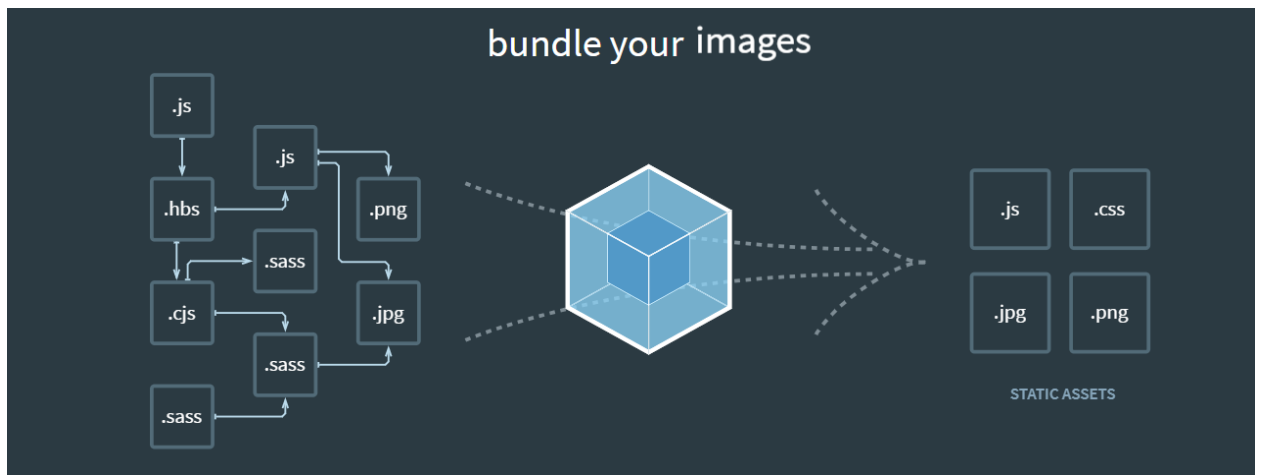 bundle your images
.js
.js
.hbs
.png
.sass
.cjs
.jpg
.sass
.sass
.js
.css
.jpg
.png
STATIC ASSETS